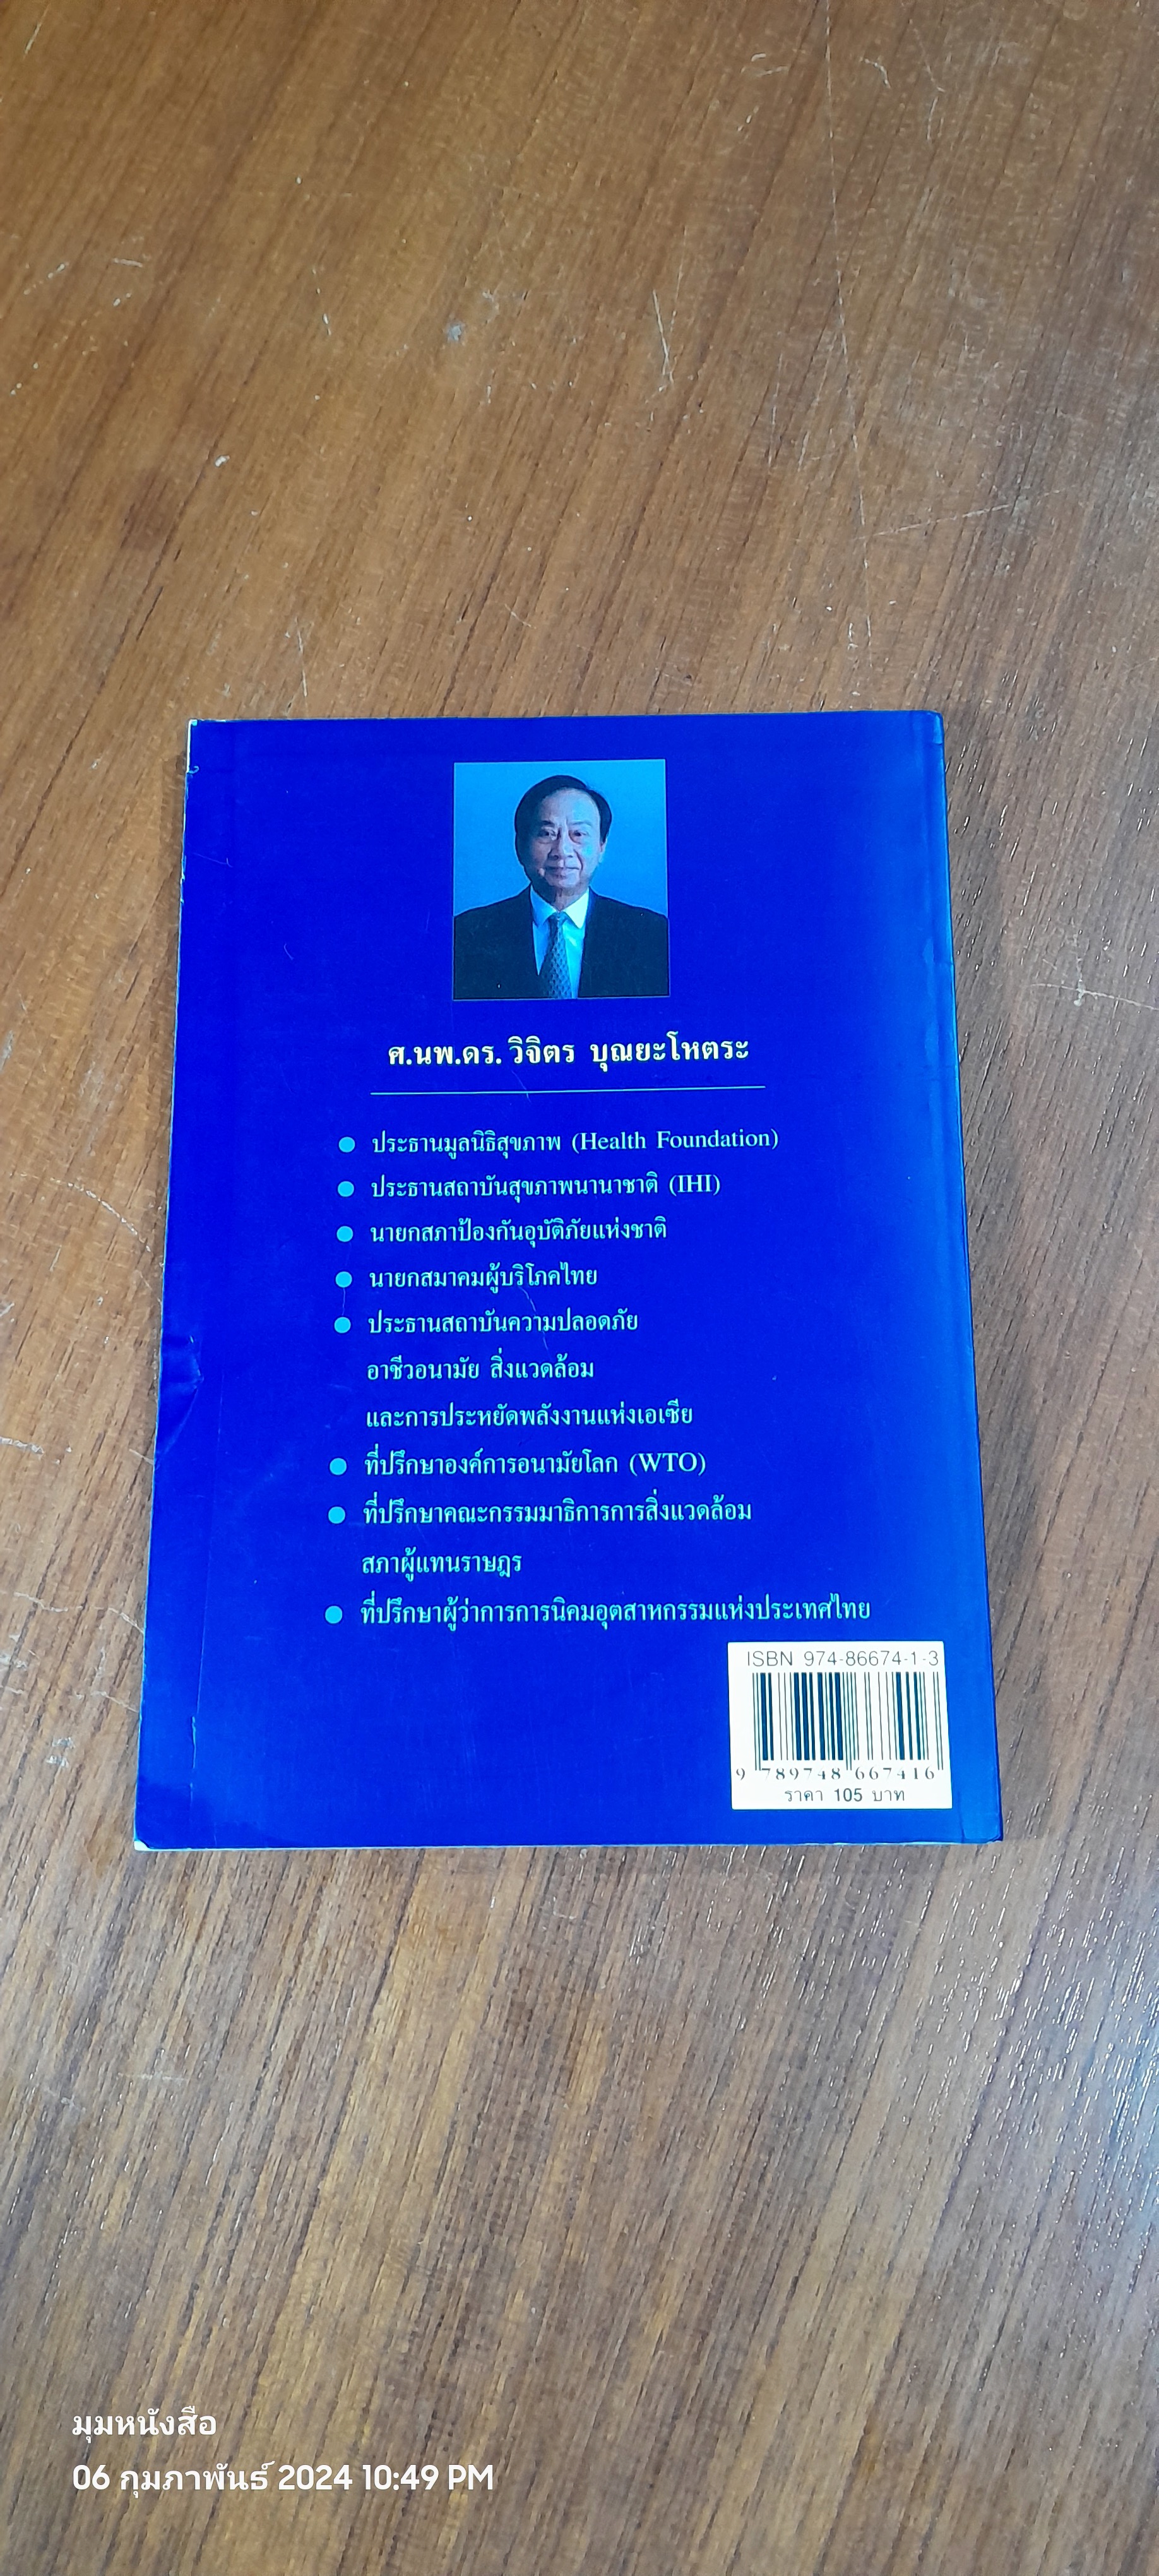 ศ.นพ.ดร. วิจิตร บุณยะโหตระ
● ประธานมูลนิธิสุขภาพ (Health Foundation)
● ประธานสถาบันสุขภาพนานาชาติ (IHI)
● นายกสภาป้องกันอุบัติภัยแห่งชาติ
● นายกสมาคมผู้บริโภคไทย
● ประธานสถาบันความปลอดภัย
อาชีวอนามัย สิ่งแวดล้อม
และการประหยัดพลังงานแห่งเอเซีย
● ที่ปรึกษาองค์การอนามัยโลก (WTO)
● ที่ปรึกษาคณะกรรมมาธิการการสิ่งแวดล้อม
สภาผู้แทนราษฎร
● ที่ปรึกษาผู้ว่าการการนิคมอุตสาหกรรมแห่งประเทศไทย
ISBN 974-86674-1-3
9 789748 667416
ราคา 105 บาท
มุมหนังสือ
06 กุมภาพันธ์ 2024 10:49 PM